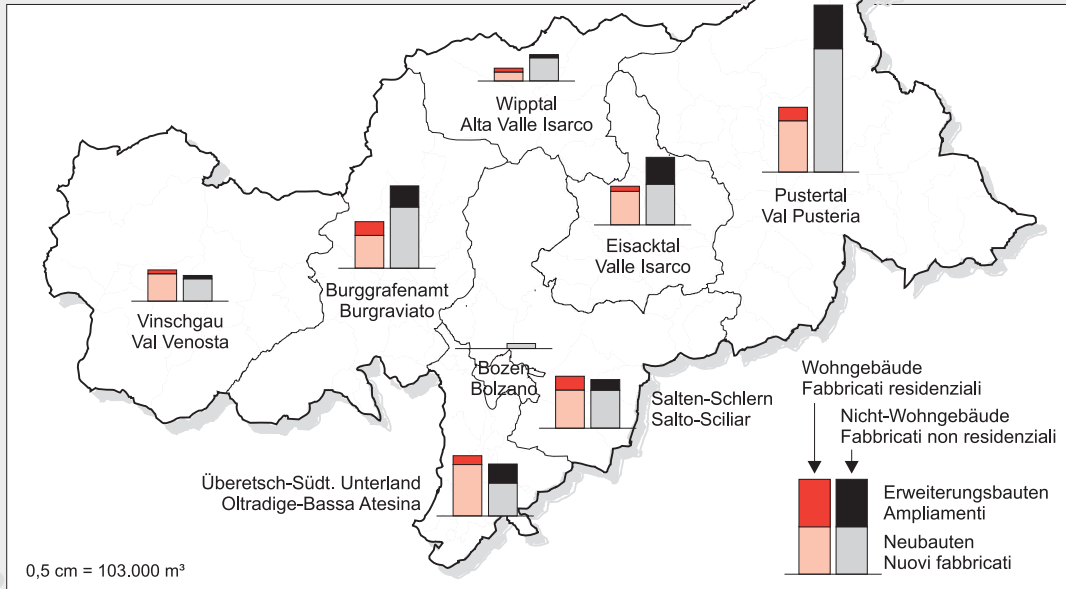 Wipptal
Alta Valle Isarco
Pustertal
Val Pusteria
Eisacktal
Valle Isarco
Burggrafenamt
Burgraviato
Vinschgau
Val Venosta
Bozen
Bolzano
Salten-Schlern
Salto-Sciliar
Überetsch-Südt. Unterland
Oltradige-Bassa Atesina
Wohngebäude
Fabbricati residenziali
Nicht-Wohngebäude
Fabbricati non residenziali
Erweiterungsbauten
Ampliamenti
Neubauten
Nuovi fabbricati
0,5 cm = 103.000 m³